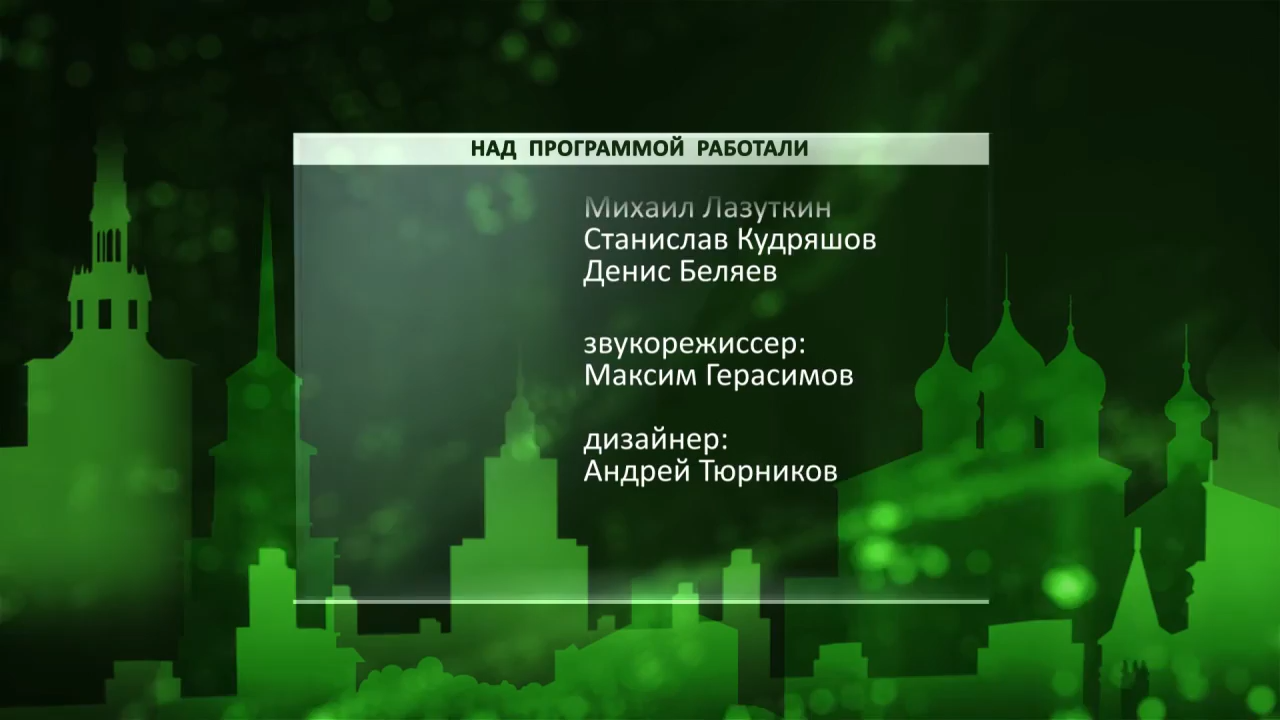 НАД ПРОГРАММОЙ РАБОТАЛИ
Михаил Лазуткин
Станислав Кудряшов
Денис Беляев
звукорежиссер:
Максим Герасимов
дизайнер:
Андрей Тюрников